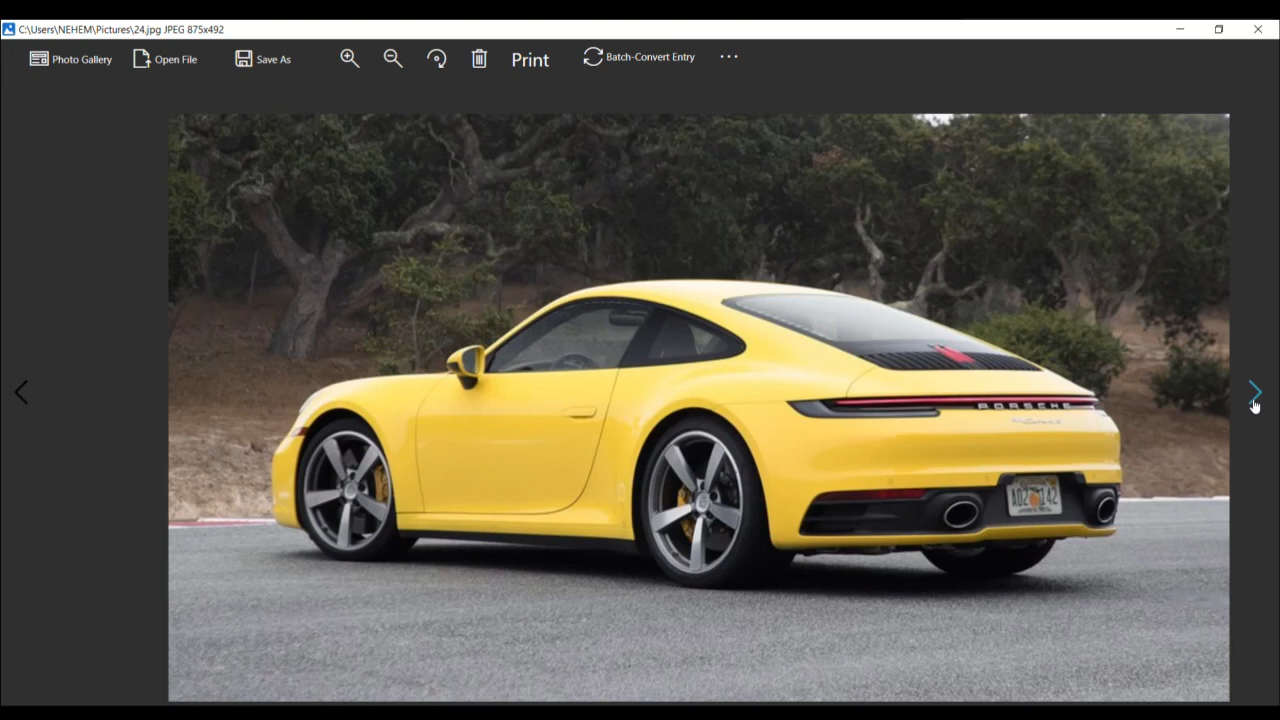 C:\Users\NEHEM\Pictures\24.jpg JPEG 875x492
Photo Gallery Open File Save As Print Batch-Convert Entry ...
PORSCHE